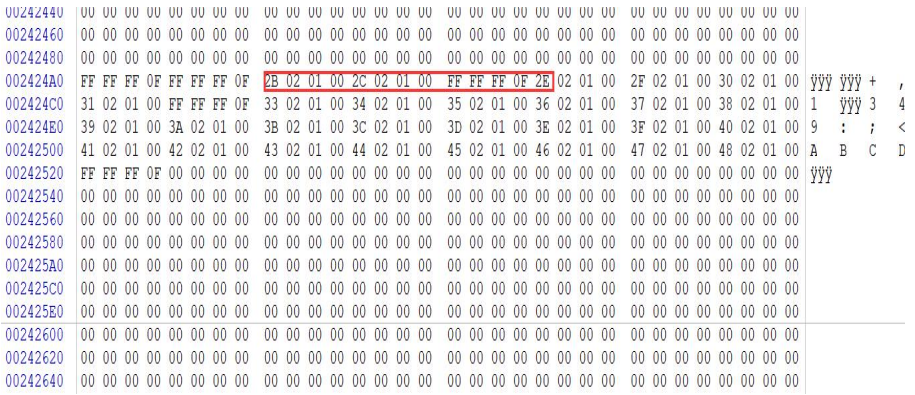 00242440 00 00 00 00 00 00 00 00 00 00 00 00 00 00 00 00 00 00 00 00 00 00 00 00 00 00 00 00 00 00 00 00
00242460 00 00 00 00 00 00 00 00 00 00 00 00 00 00 00 00 00 00 00 00 00 00 00 00 00 00 00 00 00 00 00 00
00242480 00 00 00 00 00 00 00 00 00 00 00 00 00 00 00 00 00 00 00 00 00 00 00 00 00 00 00 00 00 00 00 00
002424A0 FF FF FF 0F FF FF FF 0F 2B 02 01 00 2C 02 01 00 FF FF FF 0F 2E 02 01 00 2F 02 01 00 30 02 01 00 ÿÿÿ ÿÿÿ + ,
002424C0 31 02 01 00 FF FF FF 0F 33 02 01 00 34 02 01 00 35 02 01 00 36 02 01 00 37 02 01 00 38 02 01 00 1 ÿÿÿ 3 4
002424E0 39 02 01 00 3A 02 01 00 3B 02 01 00 3C 02 01 00 3D 02 01 00 3E 02 01 00 3F 02 01 00 40 02 01 00 9 : ; <
00242500 41 02 01 00 42 02 01 00 43 02 01 00 44 02 01 00 45 02 01 00 46 02 01 00 47 02 01 00 48 02 01 00 A B C D
00242520 FF FF FF 0F 00 00 00 00 00 00 00 00 00 00 00 00 00 00 00 00 00 00 00 00 00 00 00 00 00 00 00 00 ÿÿÿ
00242540 00 00 00 00 00 00 00 00 00 00 00 00 00 00 00 00 00 00 00 00 00 00 00 00 00 00 00 00 00 00 00 00
00242560 00 00 00 00 00 00 00 00 00 00 00 00 00 00 00 00 00 00 00 00 00 00 00 00 00 00 00 00 00 00 00 00
00242580 00 00 00 00 00 00 00 00 00 00 00 00 00 00 00 00 00 00 00 00 00 00 00 00 00 00 00 00 00 00 00 00
002425A0 00 00 00 00 00 00 00 00 00 00 00 00 00 00 00 00 00 00 00 00 00 00 00 00 00 00 00 00 00 00 00 00
002425C0 00 00 00 00 00 00 00 00 00 00 00 00 00 00 00 00 00 00 00 00 00 00 00 00 00 00 00 00 00 00 00 00
002425E0 00 00 00 00 00 00 00 00 00 00 00 00 00 00 00 00 00 00 00 00 00 00 00 00 00 00 00 00 00 00 00 00
00242600 00 00 00 00 00 00 00 00 00 00 00 00 00 00 00 00 00 00 00 00 00 00 00 00 00 00 00 00 00 00 00 00
00242620 00 00 00 00 00 00 00 00 00 00 00 00 00 00 00 00 00 00 00 00 00 00 00 00 00 00 00 00 00 00 00 00
00242640 00 00 00 00 00 00 00 00 00 00 00 00 00 00 00 00 00 00 00 00 00 00 00 00 00 00 00 00 00 00 00 00